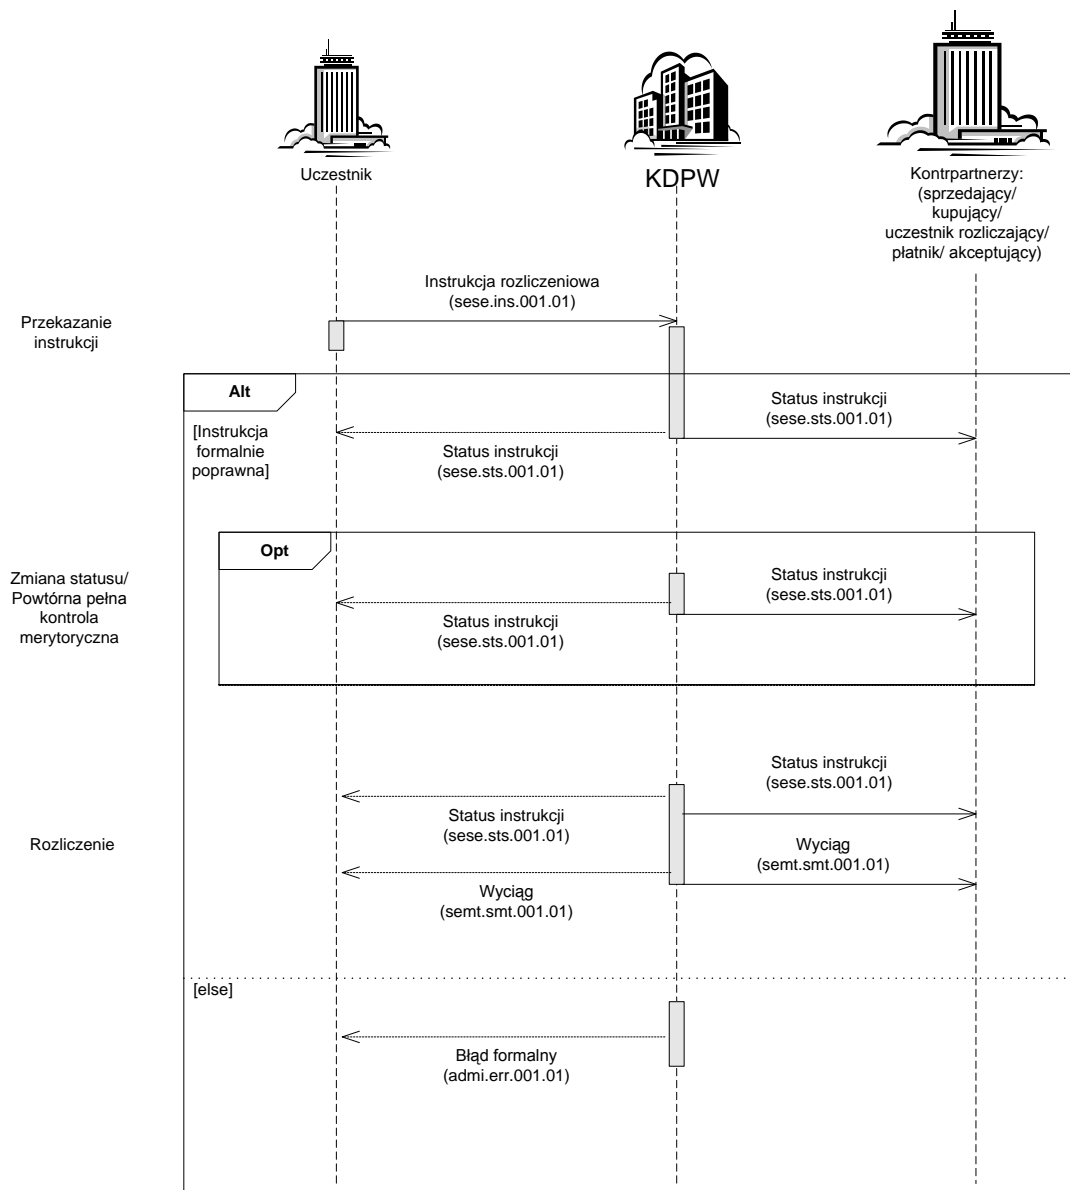 Uczestnik
KDPW
Kontrpartnerzy:
(sprzedający/
kupujący/
uczestnik rozliczający/
płatnik/ akceptujący)
Instrukcja rozliczeniowa
(sese.ins.001.01)
Przekazanie
instrukcji
Alt
[Instrukcja
formalnie
poprawna]
Status instrukcji
(sese.sts.001.01)
Status instrukcji
(sese.sts.001.01)
Opt
Zmiana statusu/
Powtórna pełna
kontrola
merytoryczna
Status instrukcji
(sese.sts.001.01)
Status instrukcji
(sese.sts.001.01)
Status instrukcji
(sese.sts.001.01)
Status instrukcji
(sese.sts.001.01)
Rozliczenie
Wyciąg
(semt.smt.001.01)
Wyciąg
(semt.smt.001.01)
[else]
Błąd formalny
(admi.err.001.01)